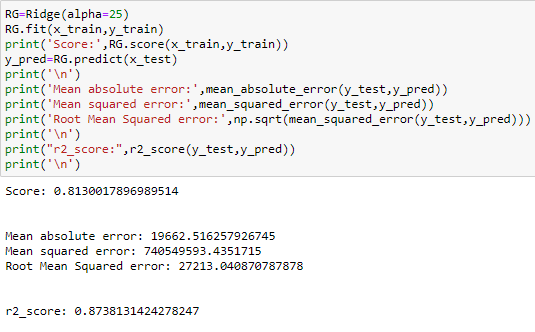 RG=Ridge(alpha=25)
RG.fit(x_train,y_train)
print('Score:',RG.score(x_train,y_train))
y_pred=RG.predict(x_test)
print('\n')
print('Mean absolute error:',mean_absolute_error(y_test,y_pred))
print('Mean squared error:',mean_squared_error(y_test,y_pred))
print('Root Mean Squared error:',np.sqrt(mean_squared_error(y_test,y_pred)))
print('\n')
print("r2_score:",r2_score(y_test,y_pred))
print('\n')
Score: 0.8130017896989514
Mean absolute error: 19662.516257926745
Mean squared error: 740549593.4351715
Root Mean Squared error: 27213.040870787878
r2_score: 0.8738131424278247